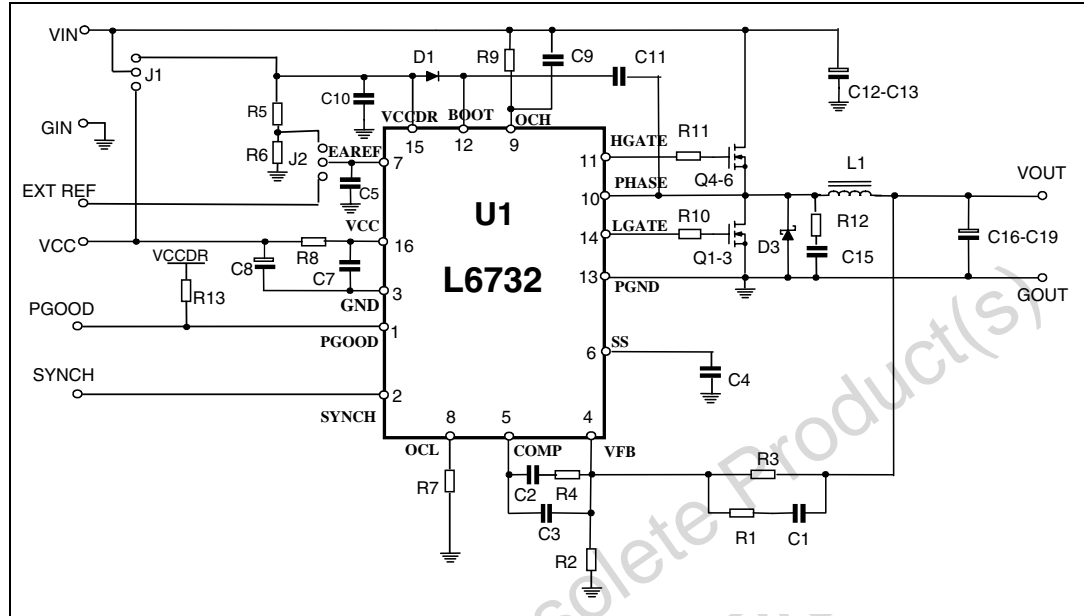 VIN
J1
R9
C9
C11
D1
C12-C13
R5
C10
GIN
VCCDR
BOOT
OCH
15
12
9
R6
J2
EAREF
7
HGATE
R11
11
Q4-6
L1
VOUT
EXT REF
C5
PHASE
10
U1
LGATE
R10
14
Q1-3
D3
R12
C15
C16-C19
VCC
VCC
16
R8
C8
C7
L6732
VCCDR
R13
GND
3
13
PGND
GOUT
PGOOD
1
PGOOD
6
SS
C4
SYNCH
2
SYNCH
8
5
4
OCL
COMP
VFB
R7
C2
R4
C3
R3
R1
C1
R2
solete Product(s)